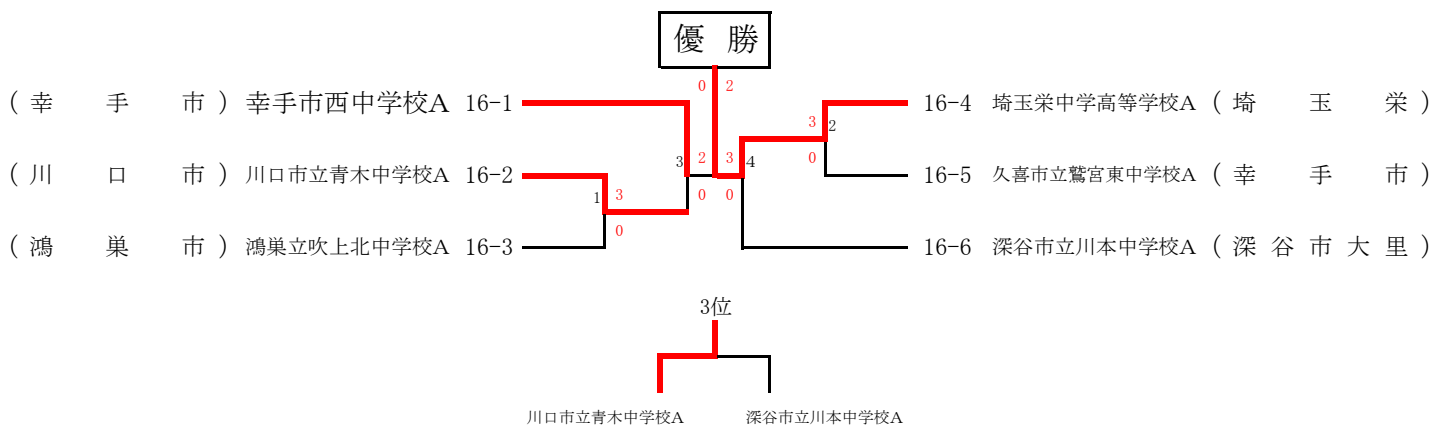 優 勝
0 2
( 幸 手 市 ) 幸手市西中学校A 16-1
16-4 埼玉栄中学高等学校A ( 埼 玉 栄 )
3 2
3 2 3 4 0
( 川 口 市 ) 川口市立青木中学校A 16-2
16-5 久喜市立鷲宮東中学校A ( 幸 手 市 )
1 3 0 0
0
( 鴻 巣 市 ) 鴻巣立吹上北中学校A 16-3
16-6 深谷市立川本中学校A ( 深 谷 市 大 里 )
3位
川口市立青木中学校A 深谷市立川本中学校A